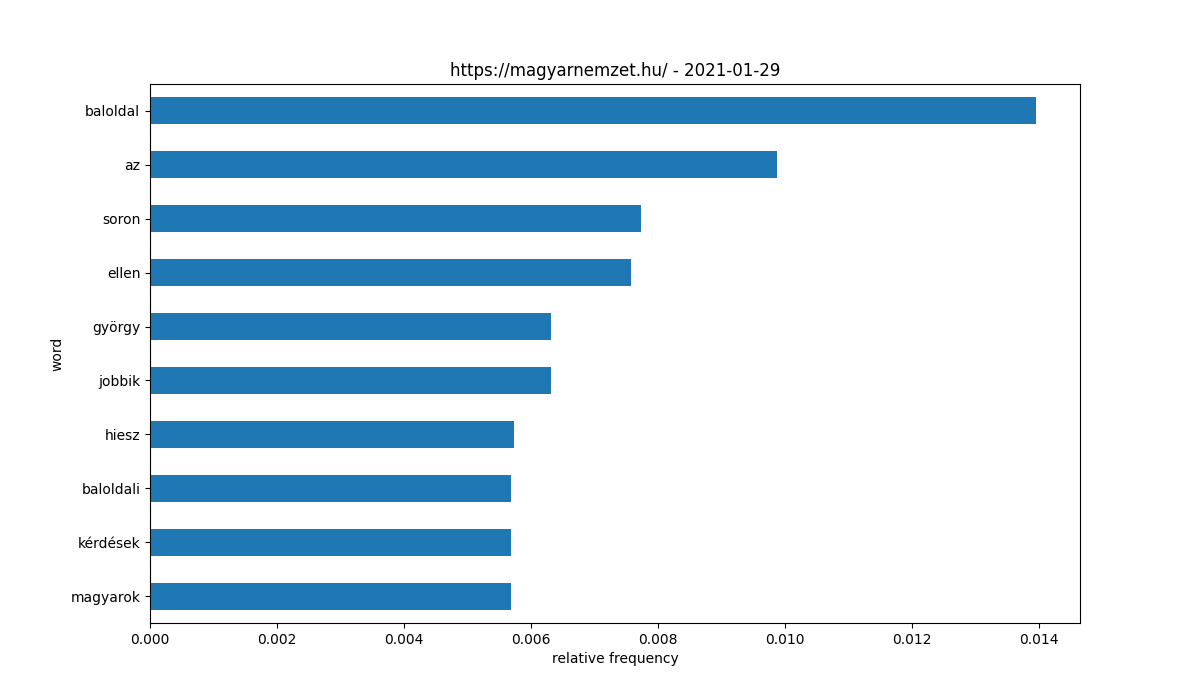 https://magyarnemzet.hu/ - 2021-01-29
baloldal
az
soron
ellen
györgy
jobbik
hiesz
baloldali
kérdések
magyarok
word
0.000 0.002 0.004 0.006 0.008 0.010 0.012 0.014
relative frequency